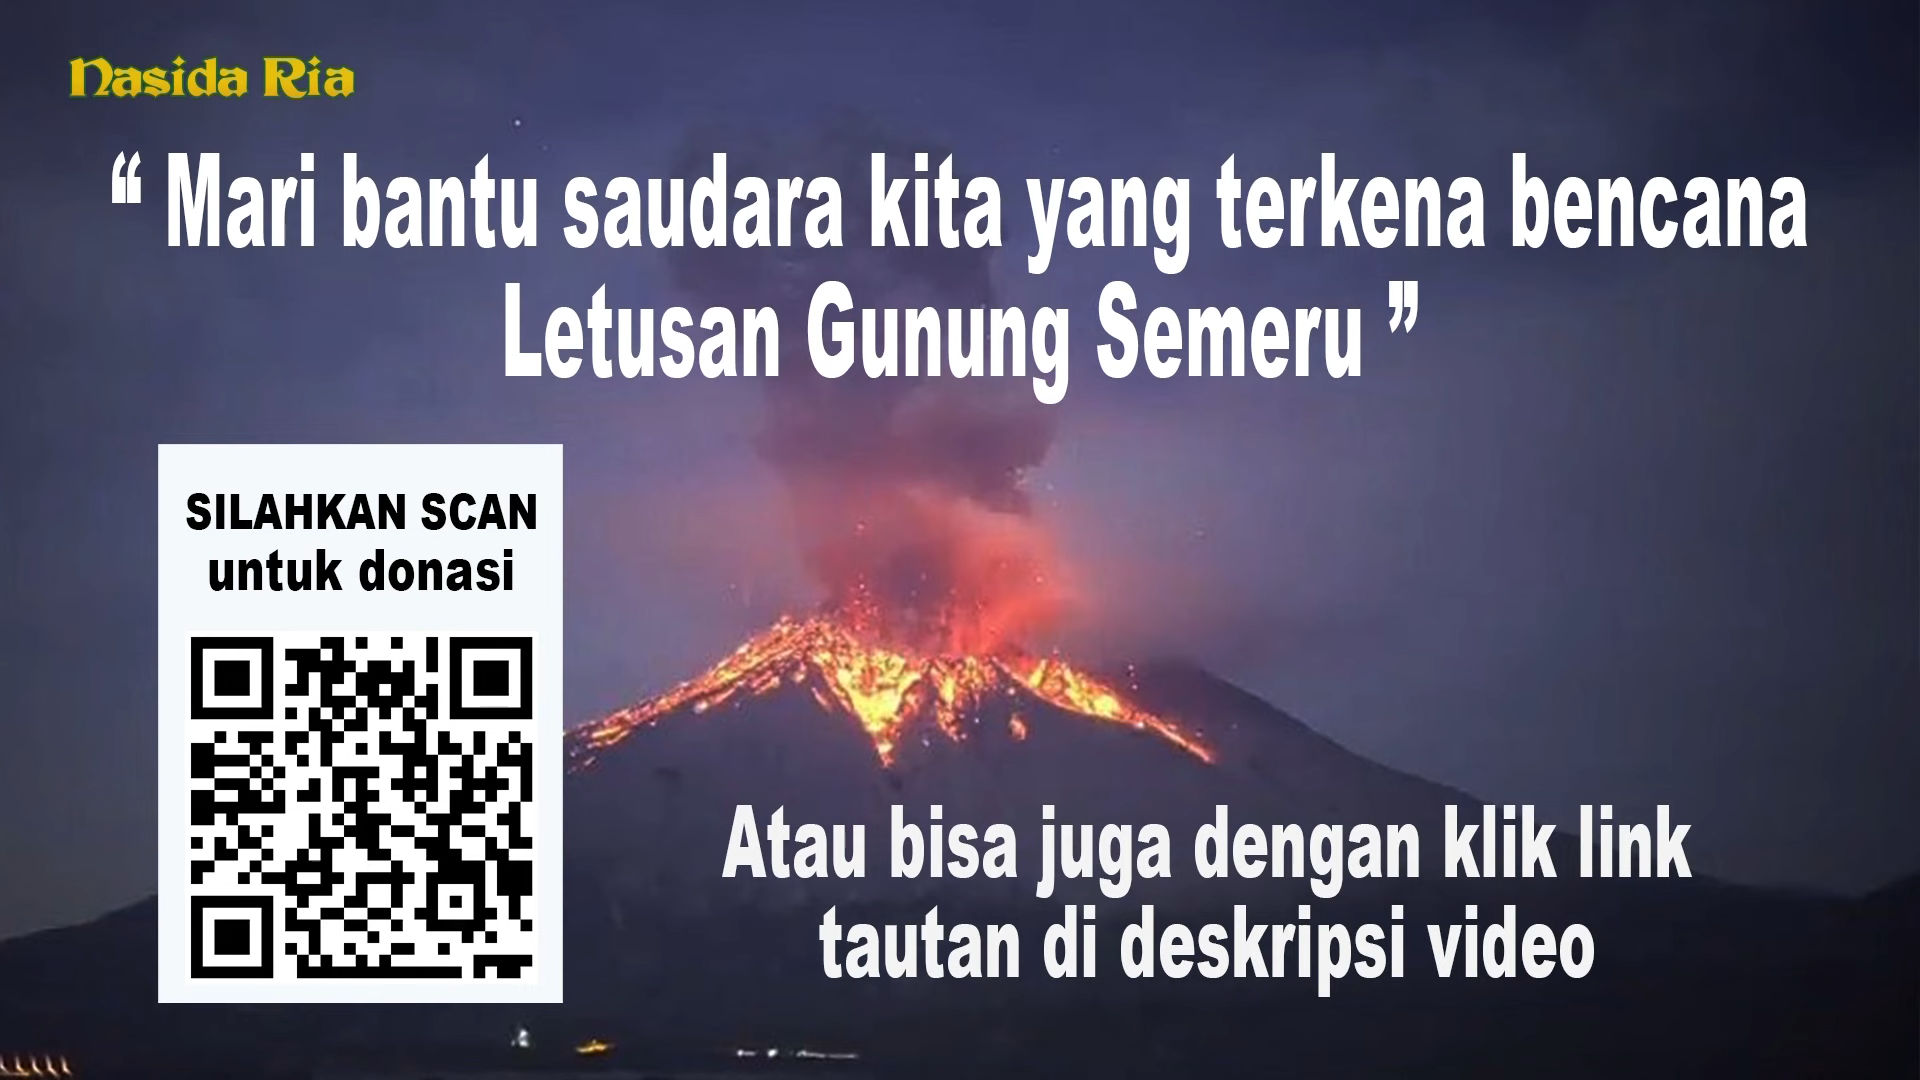 Nasida Ria
“ Mari bantu saudara kita yang terkena bencana
Letusan Gunung Semeru ”
SILAHKAN SCAN
untuk donasi
Atau bisa juga dengan klik link
tautan di deskripsi video